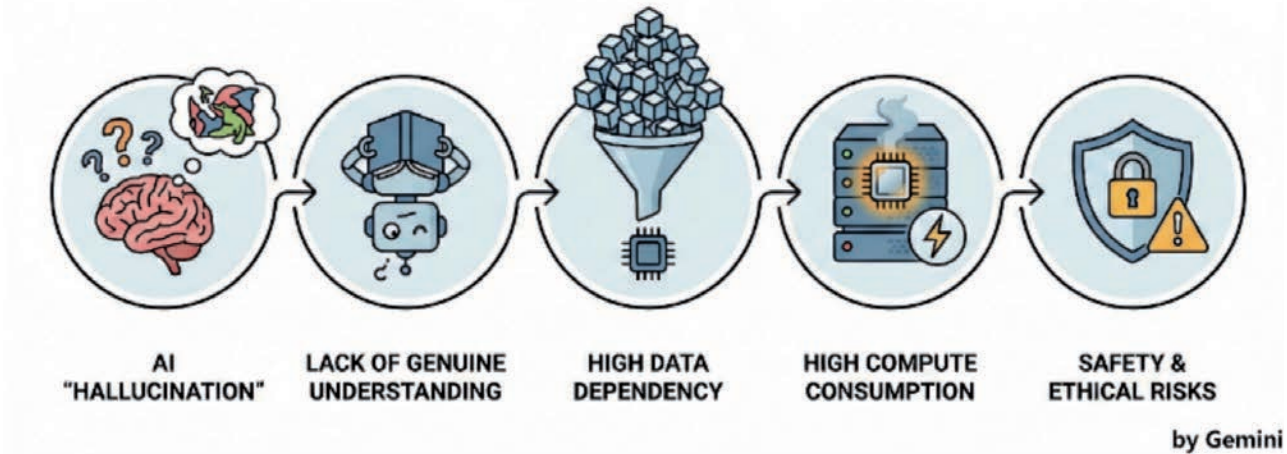 AI
"HALLUCINATION"
LACK OF GENUINE
UNDERSTANDING
HIGH DATA
DEPENDENCY
HIGH COMPUTE
CONSUMPTION
SAFETY &
ETHICAL RISKS
by Gemini